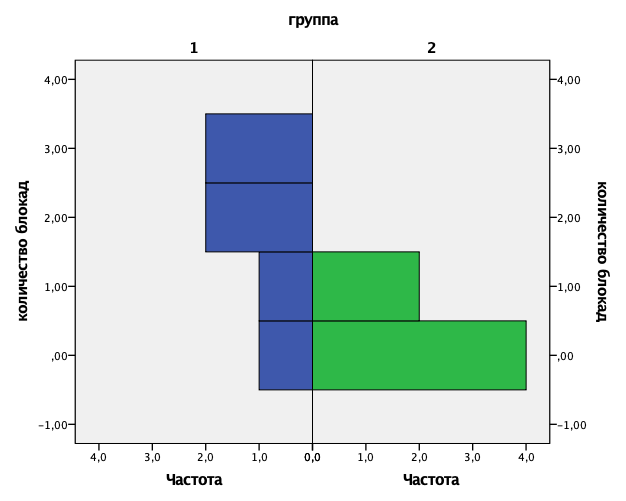 группа
1 2
4,00 4,00
3,00 3,00
2,00 2,00
1,00 1,00
,00 ,00
-1,00 -1,00
количество блокад
количество блокад
4,0 3,0 2,0 1,0 0,0 1,0 2,0 3,0 4,0
Частота Частота